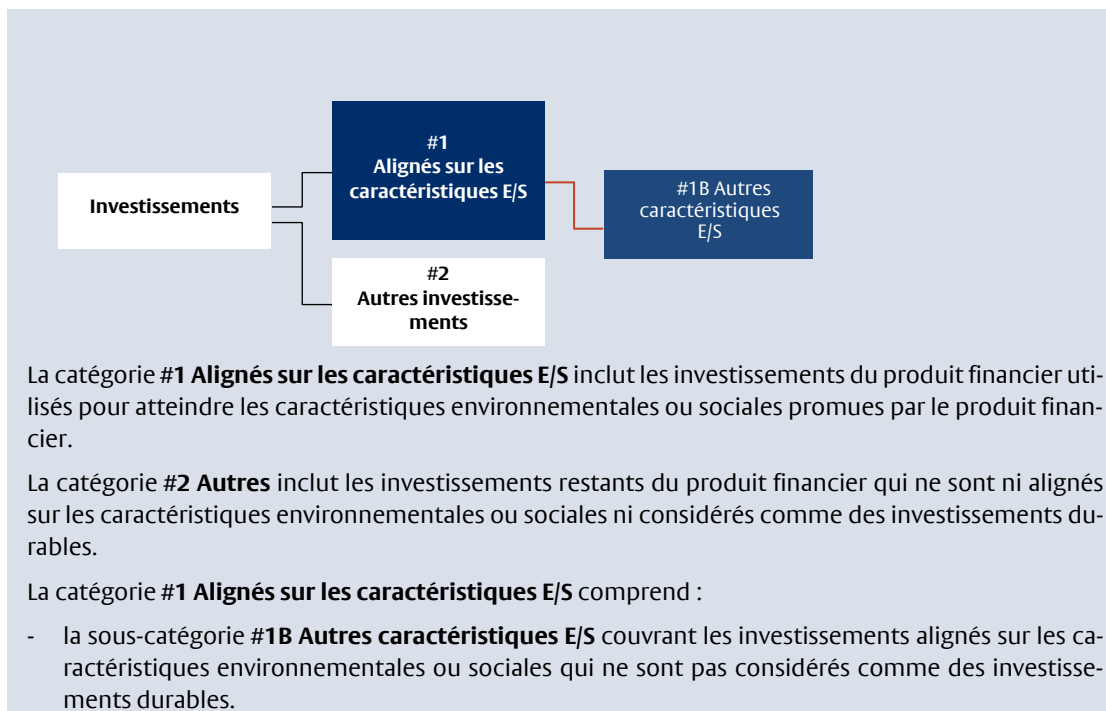 #1
Alignés sur les
caractéristiques E/S
Investissements
#1B Autres
caractéristiques
E/S
#2
Autres investisse-
ments
La catégorie #1 Alignés sur les caractéristiques E/S inclut les investissements du produit financier uti-
lisés pour atteindre les caractéristiques environnementales ou sociales promues par le produit finan-
cier.
La catégorie #2 Autres inclut les investissements restants du produit financier qui ne sont ni alignés
sur les caractéristiques environnementales ou sociales ni considérés comme des investissements du-
rables.
La catégorie #1 Alignés sur les caractéristiques E/S comprend :
- la sous-catégorie #1B Autres caractéristiques E/S couvrant les investissements alignés sur les ca-
ractéristiques environnementales ou sociales qui ne sont pas considérés comme des investisse-
ments durables.